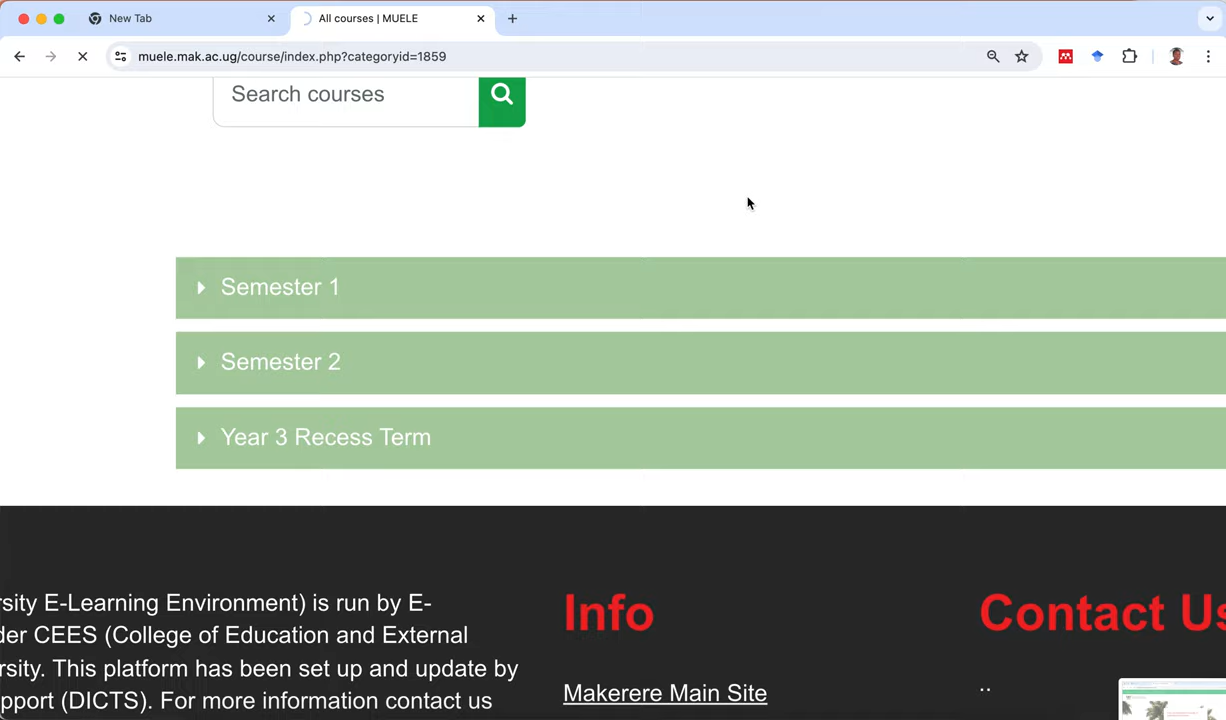 New Tab
All courses | MUELE
muele.mak.ac.ug/course/index.php?categoryid=1859
Search courses
Semester 1
Semester 2
Year 3 Recess Term
rsity E-Learning Environment) is run by E-
der CEES (College of Education and External
rsity. This platform has been set up and update by
pport (DICTS). For more information contact us
Info
Makerere Main Site
Contact Us
..